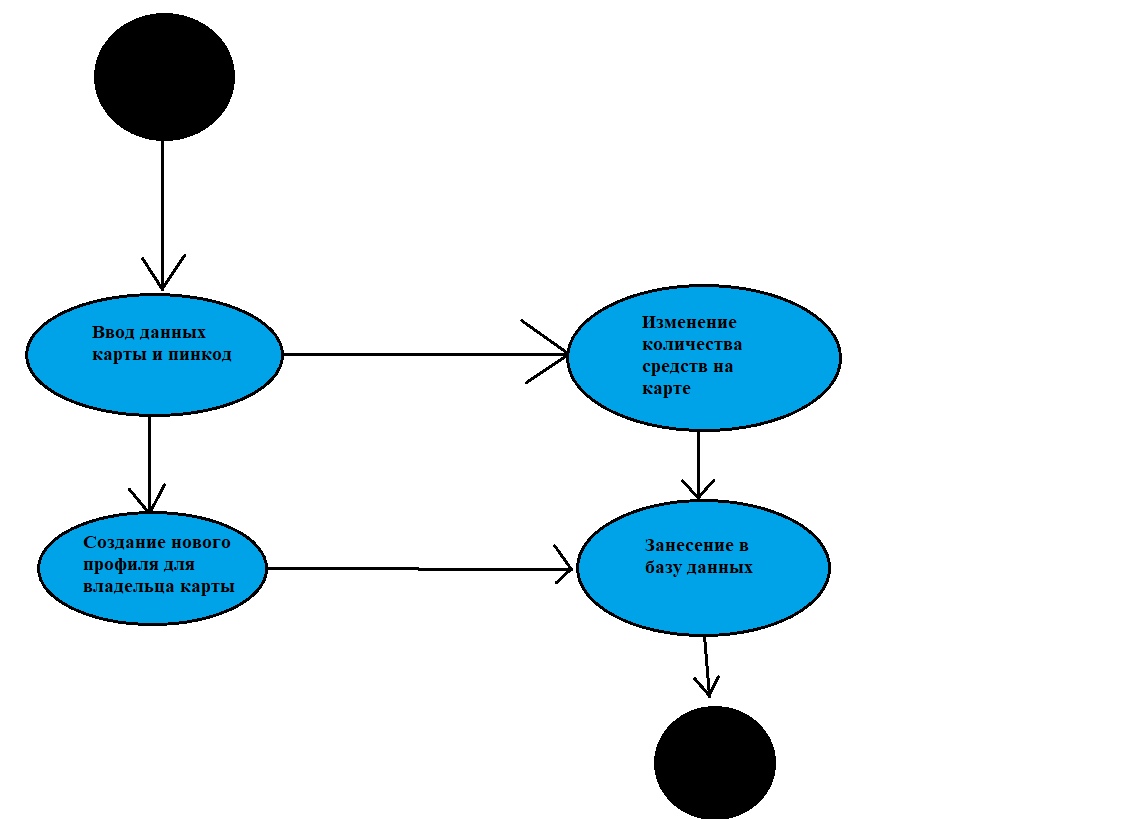 Ввод данных
карты и пинкод
Изменение
количества
средств на
карте
Создание нового
профиля для
владельца карты
Занесение в
базу данных